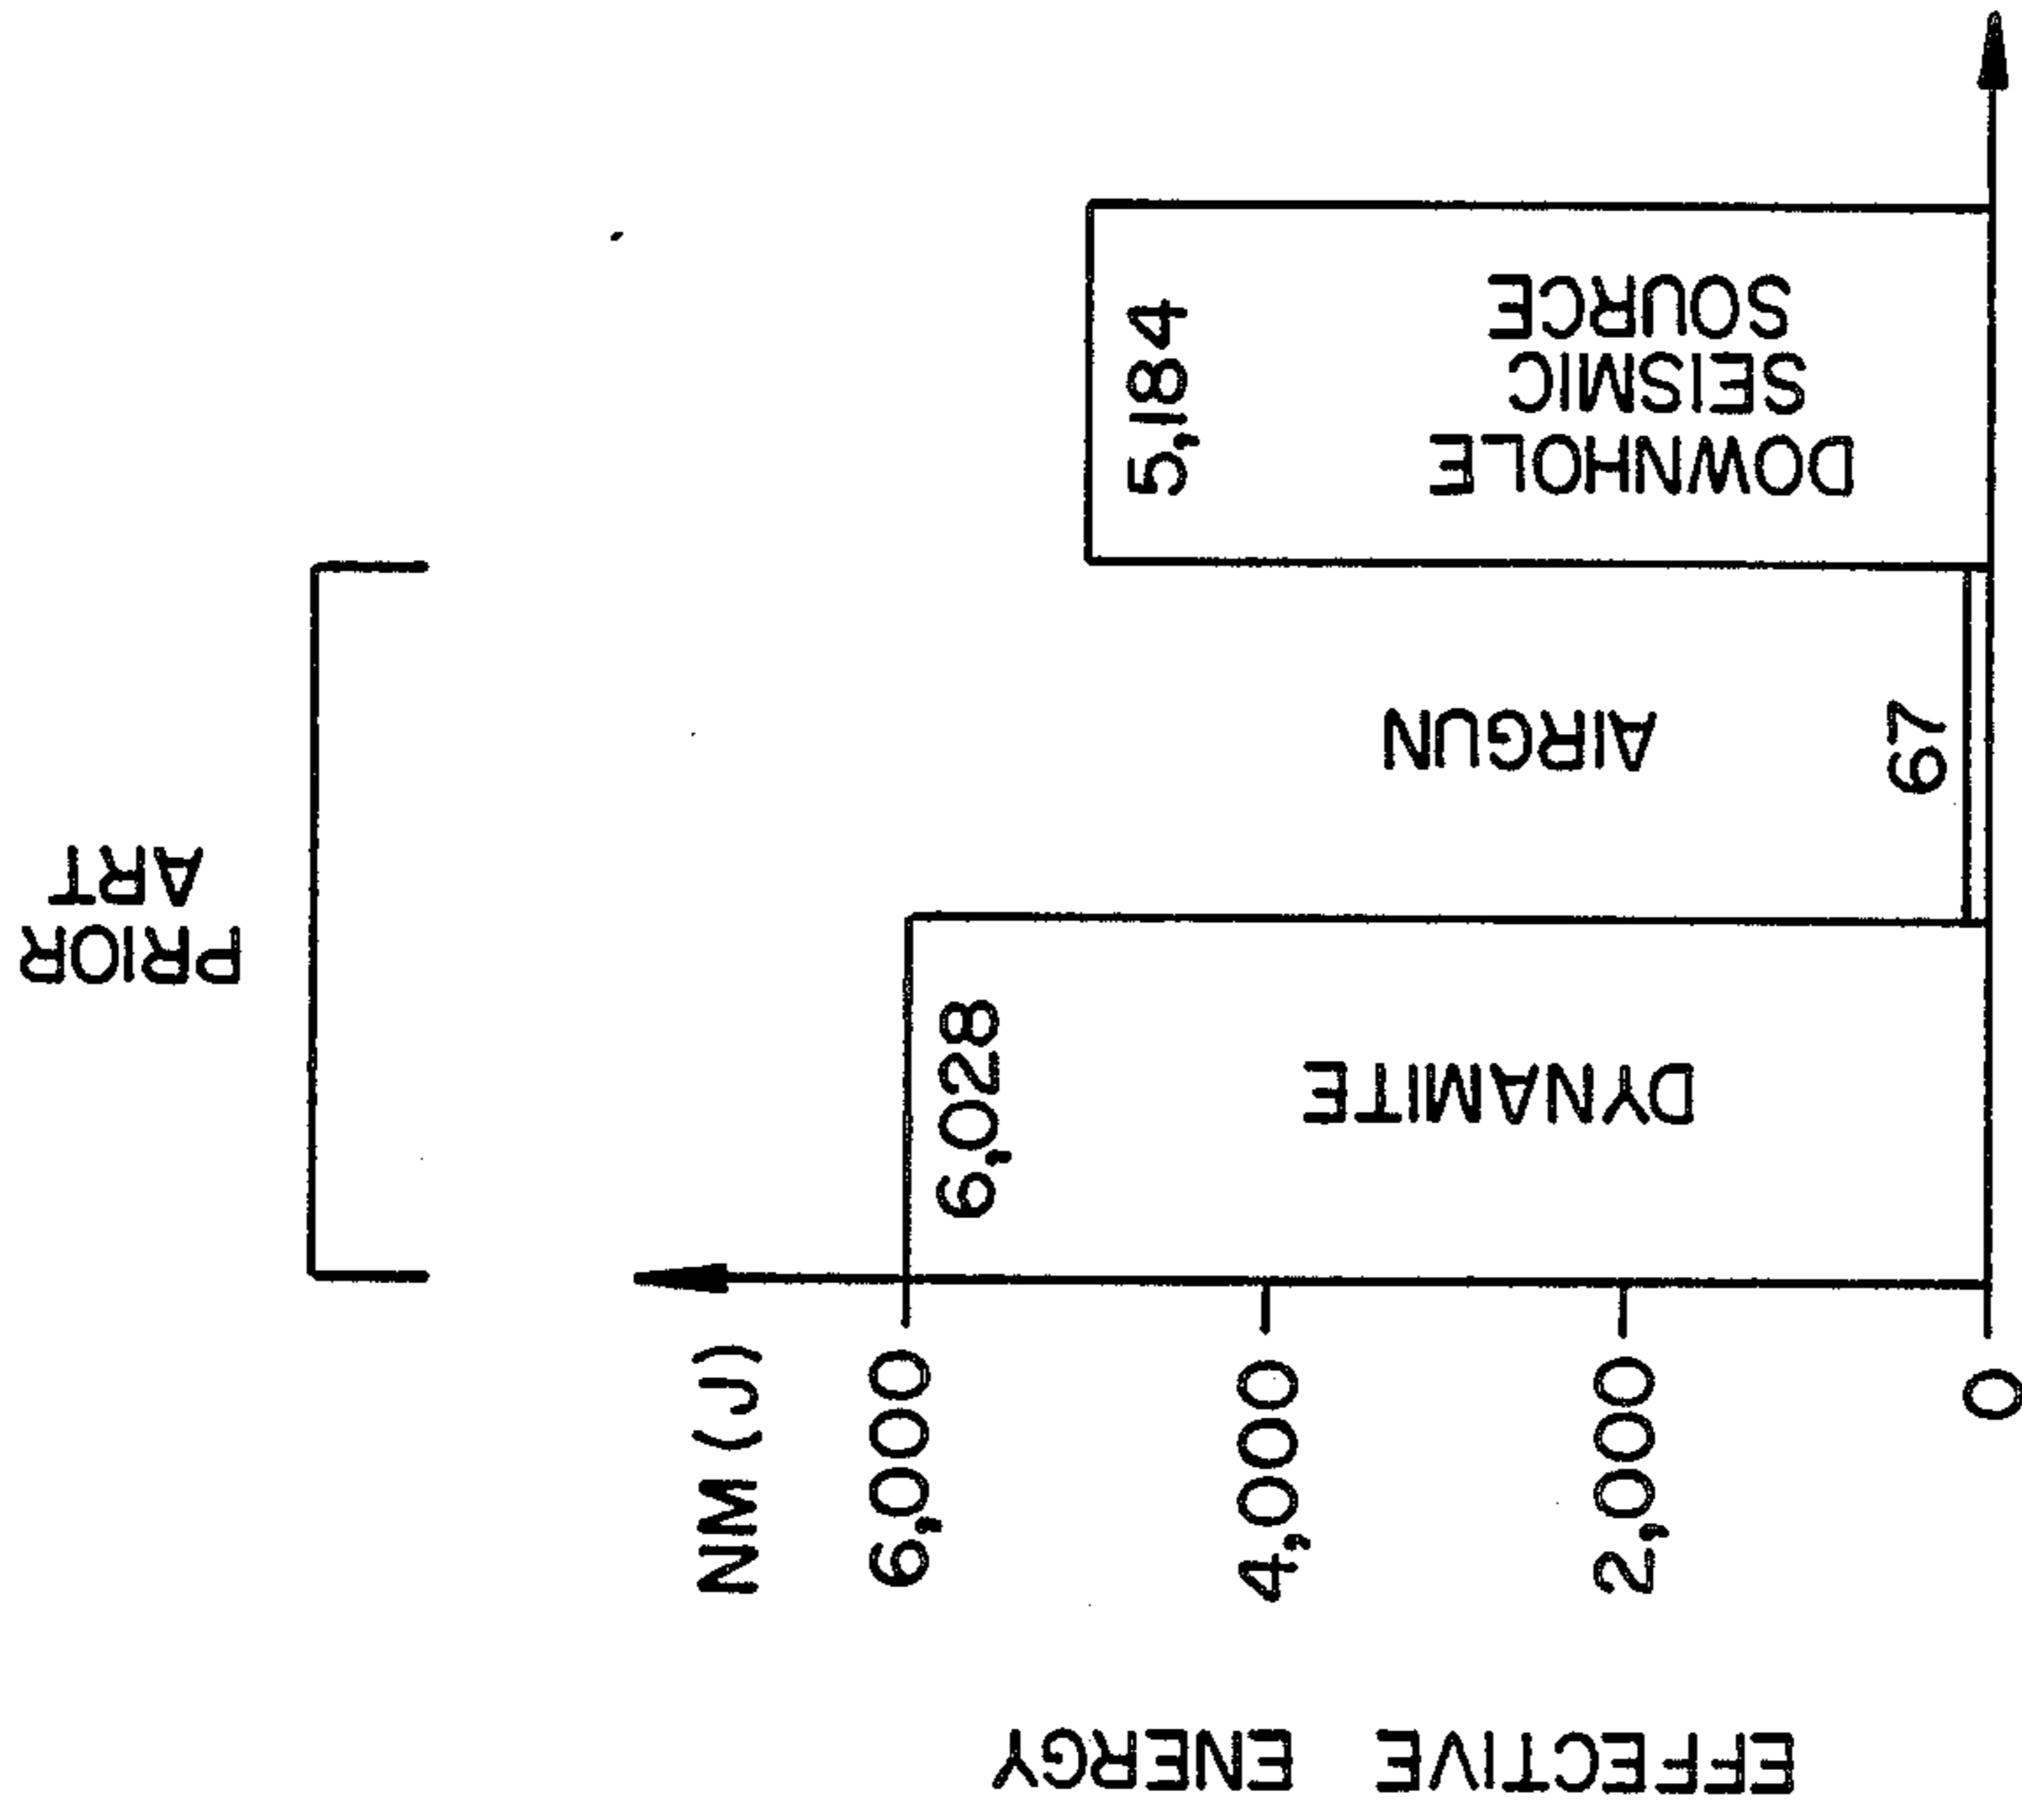 PRIOR
ART
NM (J)
6,000
4,000
2,000
0
EFFECTIVE ENERGY
6,028
DYNAMITE
AIRGUN
67
5,184
DOWNHOLE
SEISMIC
SOURCE